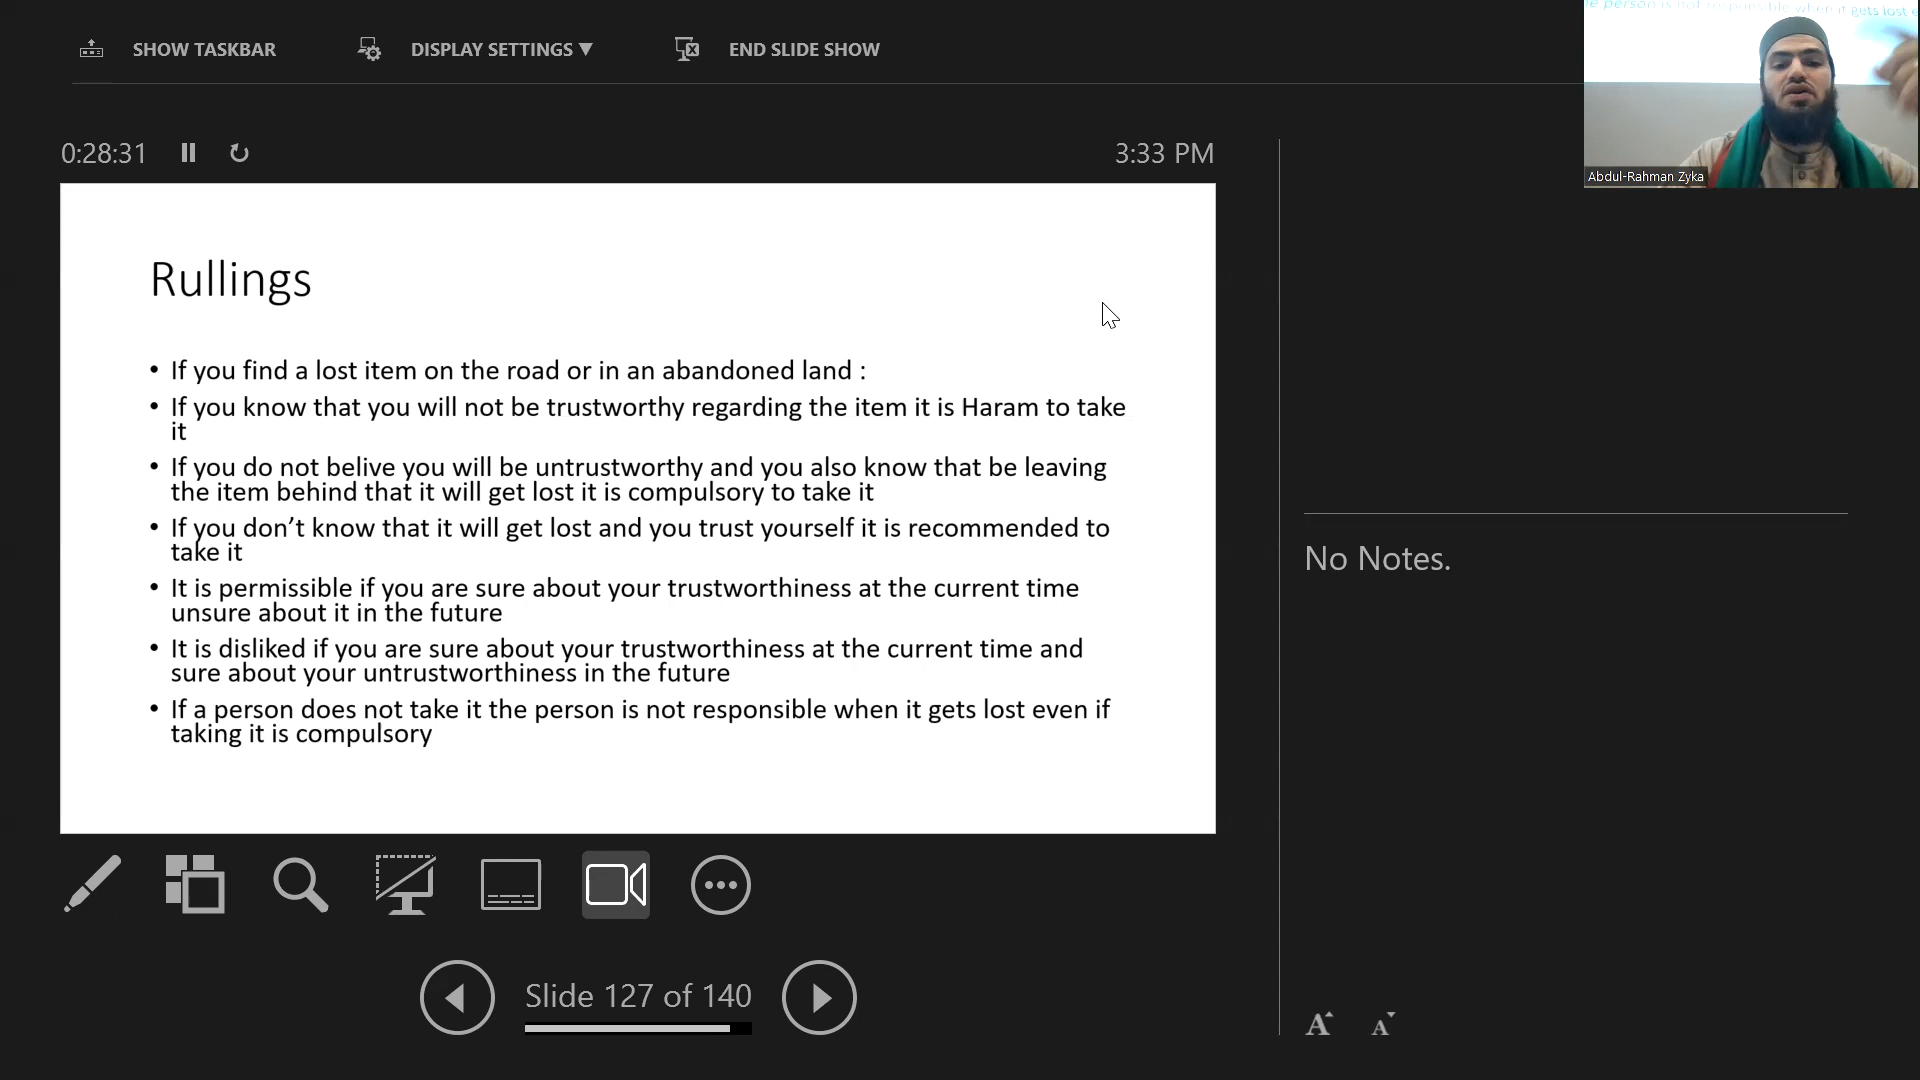 SHOW TASKBAR
DISPLAY SETTINGS ▼
END SLIDE SHOW
person is not responsible when it gets lost e
Abdul-Rahman Zyka
0:28:31
3:33 PM
Rullings
• If you find a lost item on the road or in an abandoned land :
• If you know that you will not be trustworthy regarding the item it is Haram to take
it
• If you do not belive you will be untrustworthy and you also know that be leaving
the item behind that it will get lost it is compulsory to take it
• If you don’t know that it will get lost and you trust yourself it is recommended to
take it
• It is permissible if you are sure about your trustworthiness at the current time
unsure about it in the future
• It is disliked if you are sure about your trustworthiness at the current time and
sure about your untrustworthiness in the future
• If a person does not take it the person is not responsible when it gets lost even if
taking it is compulsory
No Notes.
Slide 127 of 140
A A